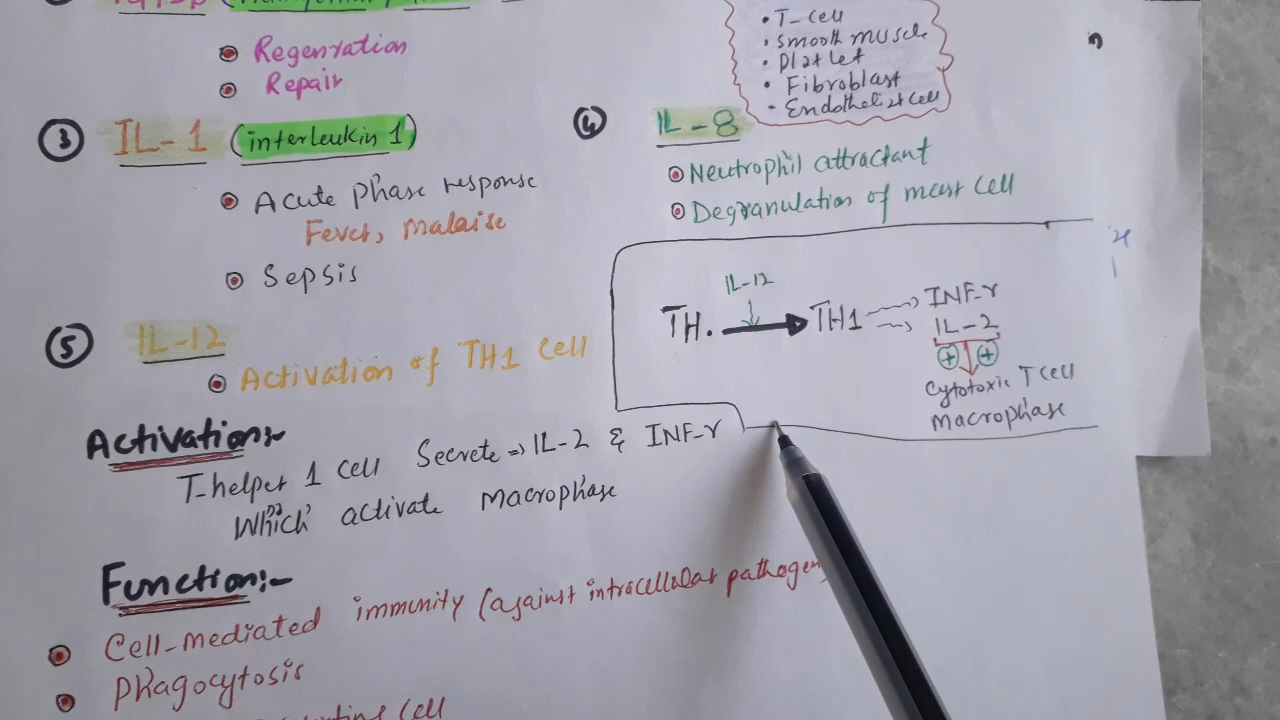 Regenration
Repair
• T-cell
• smooth muscle
• Platlet
• Fibroblast
• Endothelial cell
③ IL-1 (interleukin 1)
Acute phase response
Fever, malaise
Sepsis
④ IL-8
Neutrophil attractant
Degranulation of mast cell
⑤ IL-12
Activation of TH1 cell
IL-12
TH. TH1 INF-γ
IL-2
+ +
Cytotoxic T cell
macrophase
Activation:-
T-helper 1 cell Secrete => IL-2 & INF-γ
Which activate macrophase
Function:-
Cell-mediated immunity (against intracellular pathogen
Phagocytosis
cell